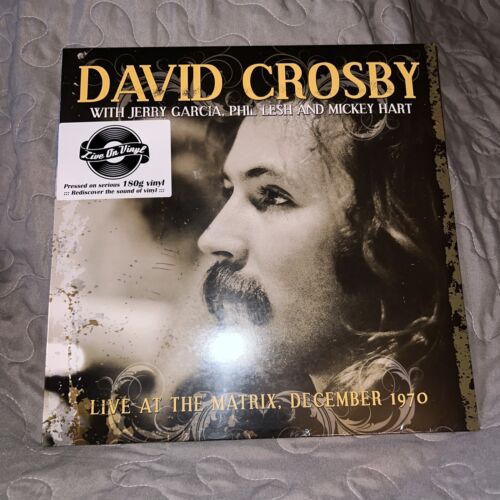 DAVID CROSBY
WITH JERRY GARCIA, PHIL LESH AND MICKEY HART
Live On Vinyl
Pressed on serious 180g vinyl
::: Rediscover the sound of vinyl :::
LIVE AT THE MATRIX, DECEMBER 1970